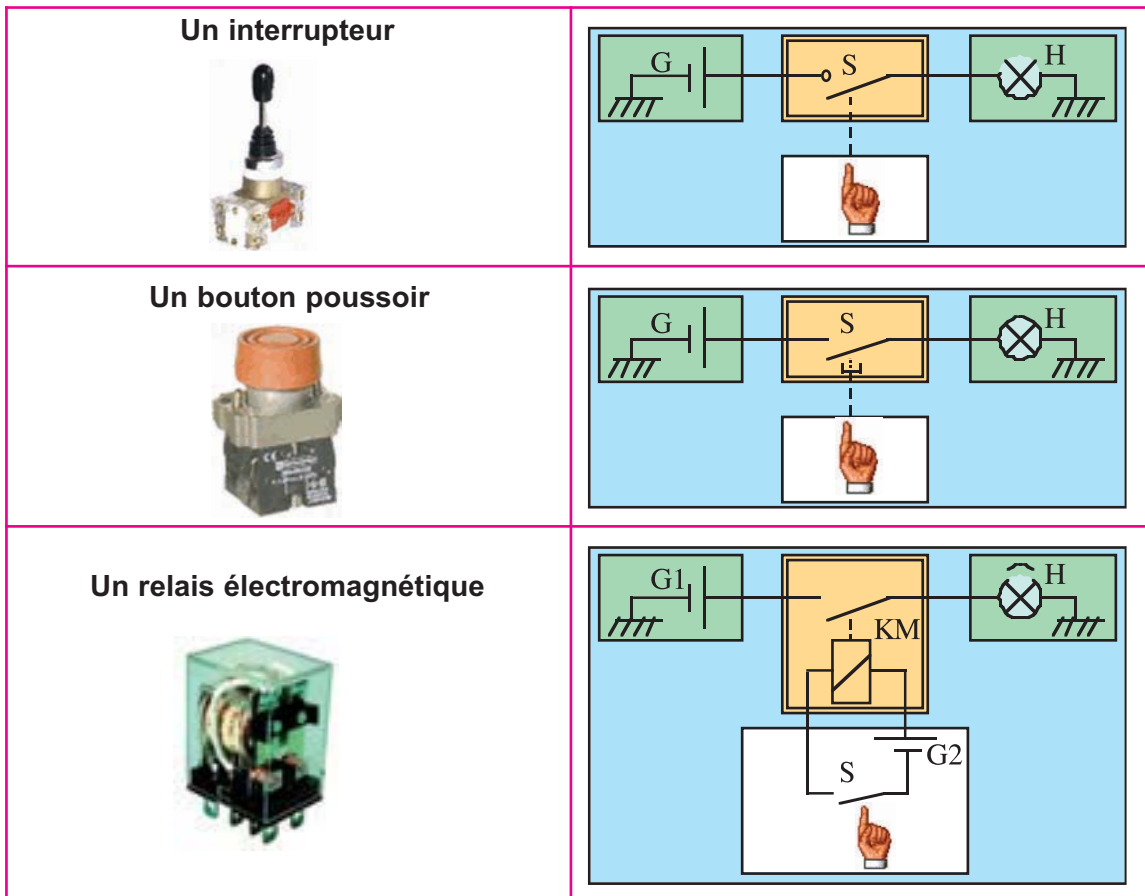 Un interrupteur
G
S
H
Un bouton poussoir
G
S
H
Un relais électromagnétique
G1
H
KM
G2
S